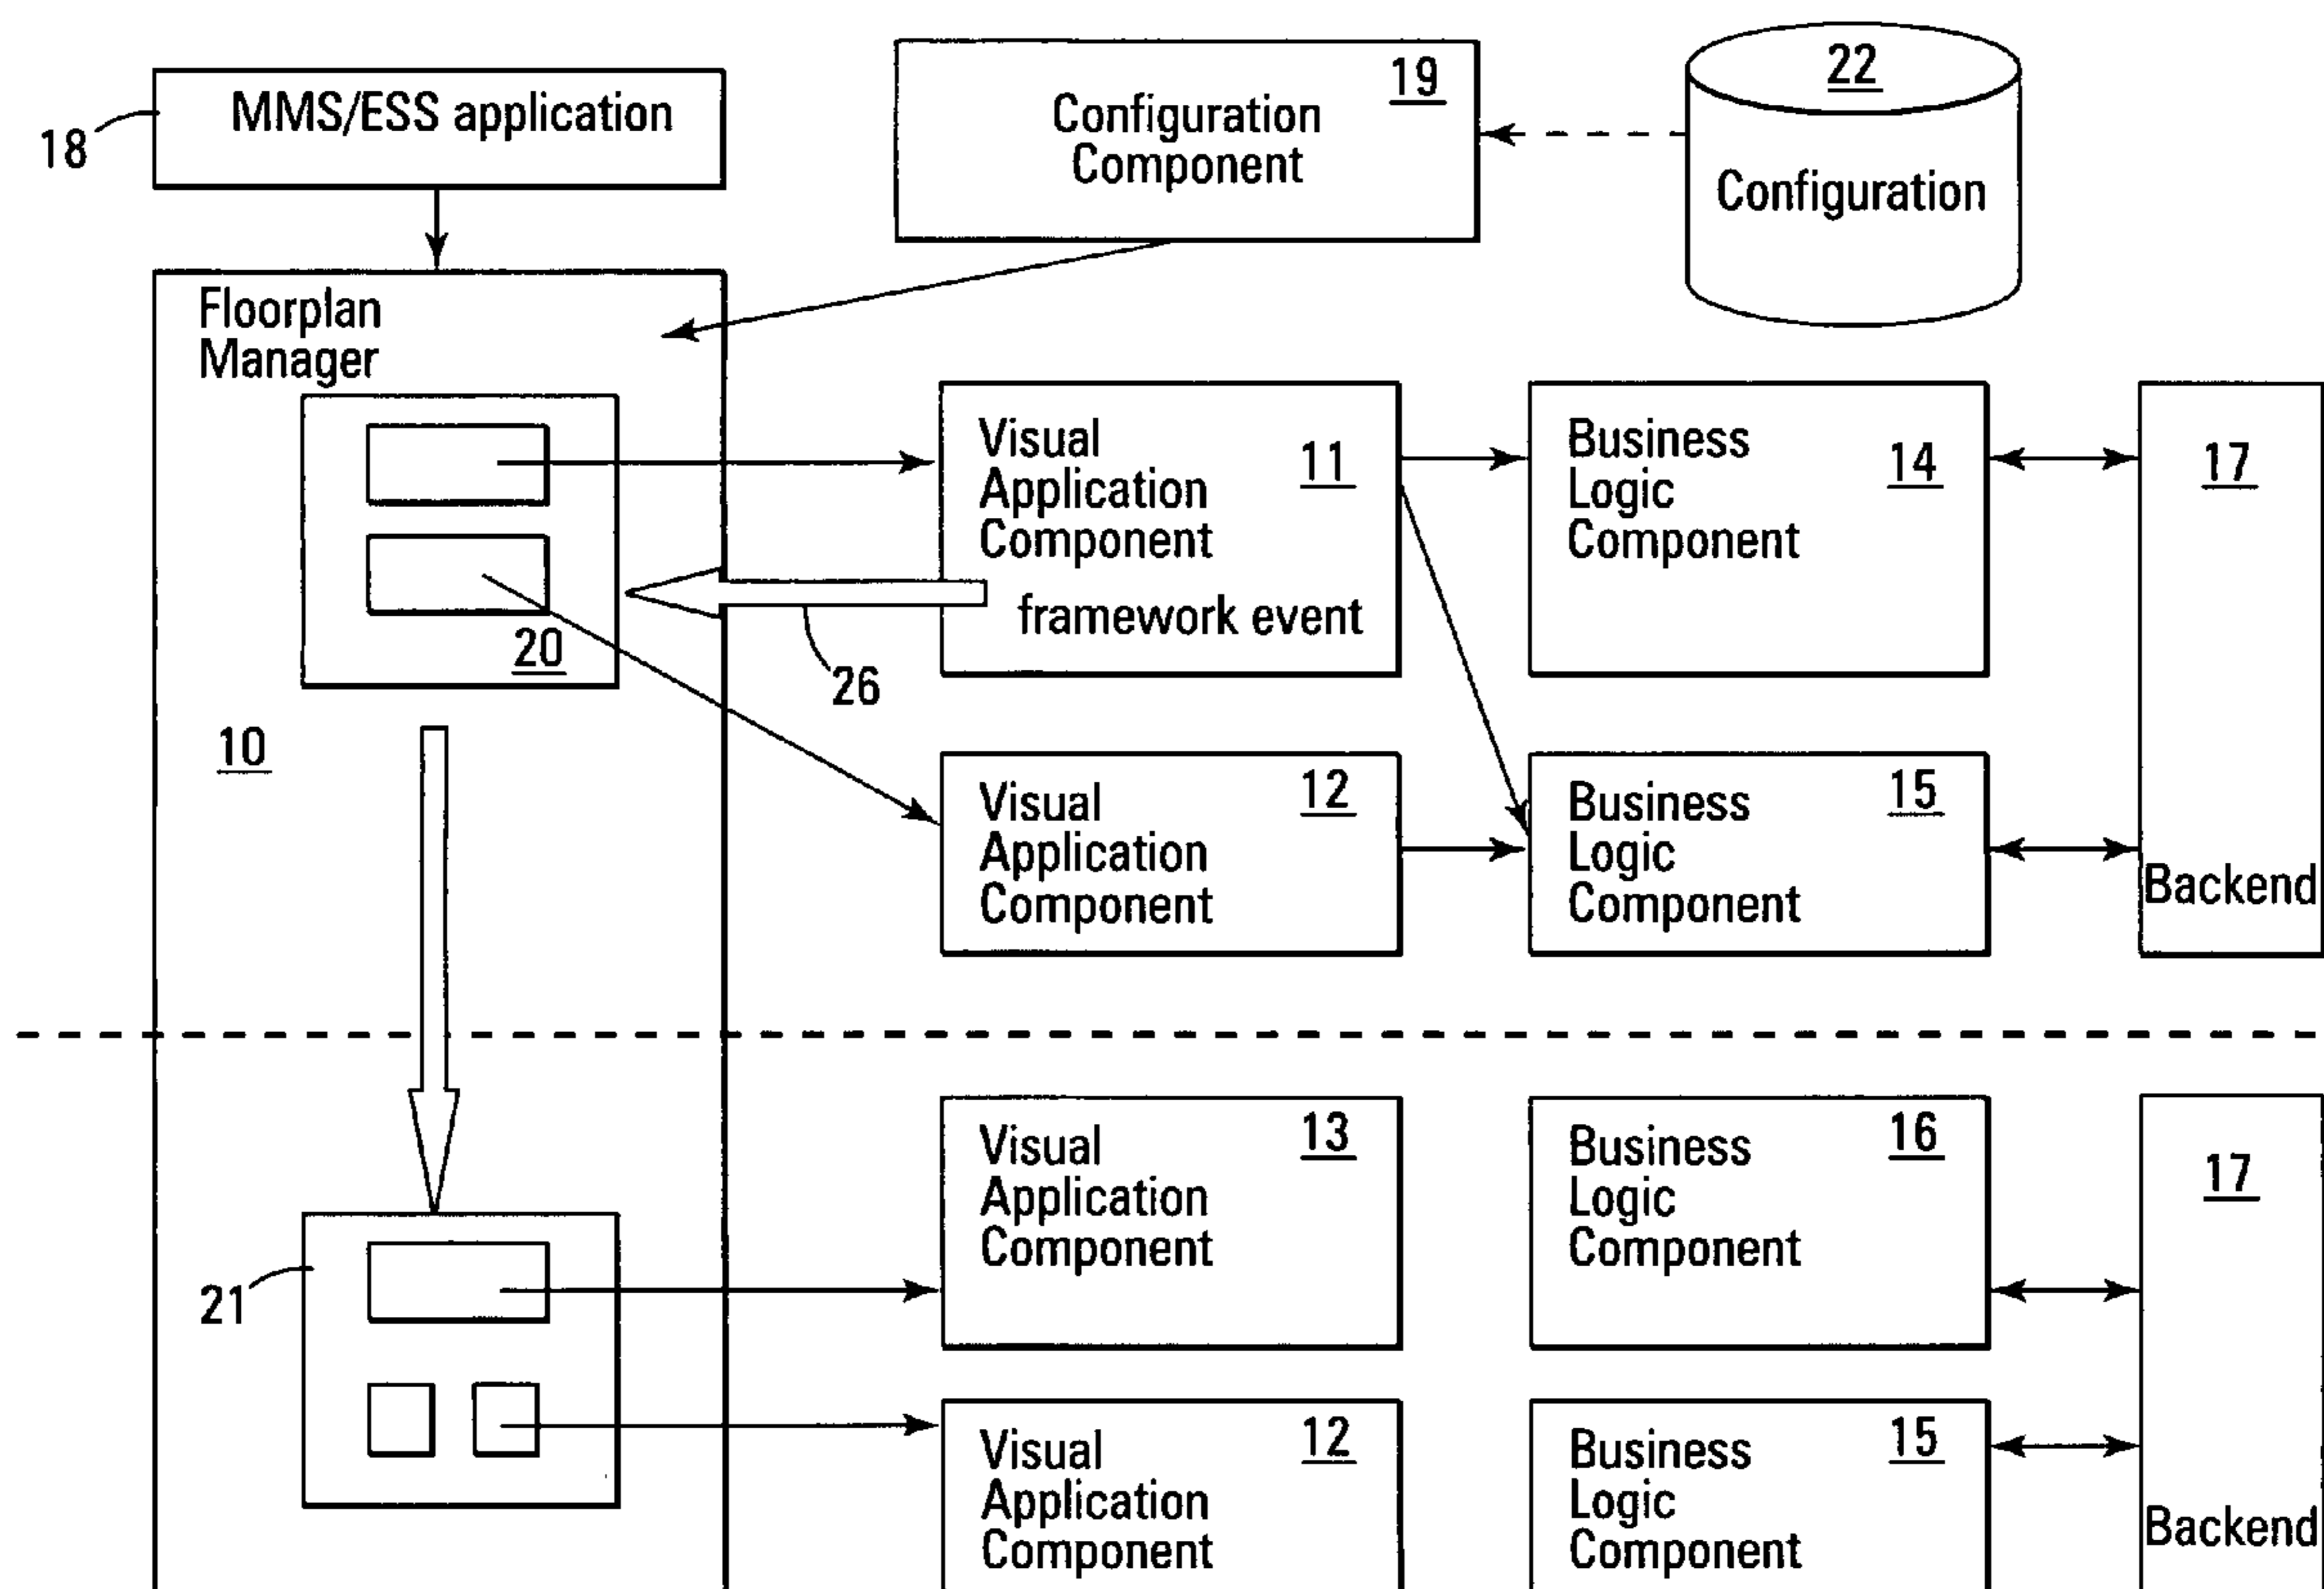 18
MMS/ESS application
Configuration
Component
19
22
Configuration
Floorplan
Manager
20
10
Visual
Application
Component
11
framework event
26
Business
Logic
Component
14
17
Backend
Visual
Application
Component
12
Business
Logic
Component
15
21
Visual
Application
Component
13
Business
Logic
Component
16
17
Backend
Visual
Application
Component
12
Business
Logic
Component
15